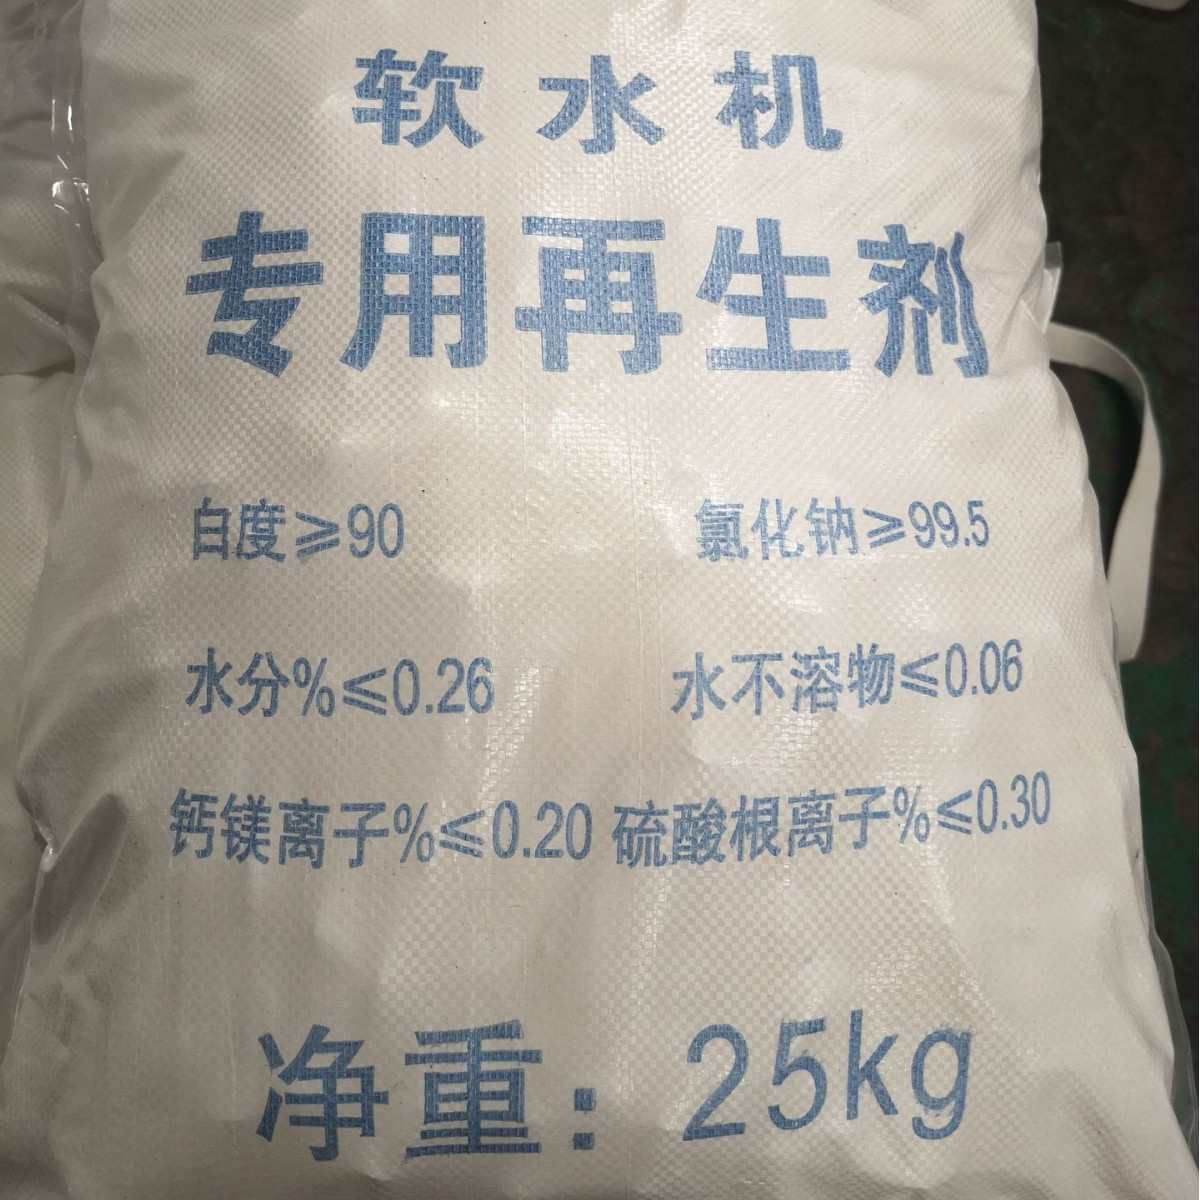 软水机
专用再生剂
白度≥90 氯化钠≥99.5
水分%≤0.26 水不溶物≤0.06
钙镁离子%≤0.20 硫酸根离子%≤0.30
净重：25kg